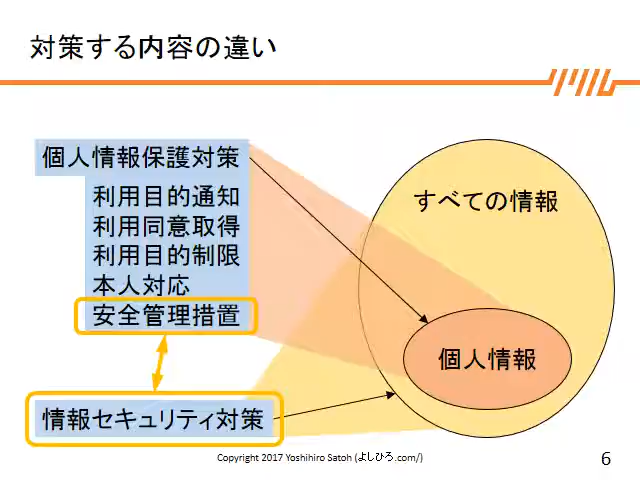 対策する内容の違い
個人情報保護対策
利用目的通知
利用同意取得
利用目的制限
本人対応
安全管理措置
情報セキュリティ対策
すべての情報
個人情報
Copyright 2017 Yoshihiro Satoh (よしひろ.com/)
6